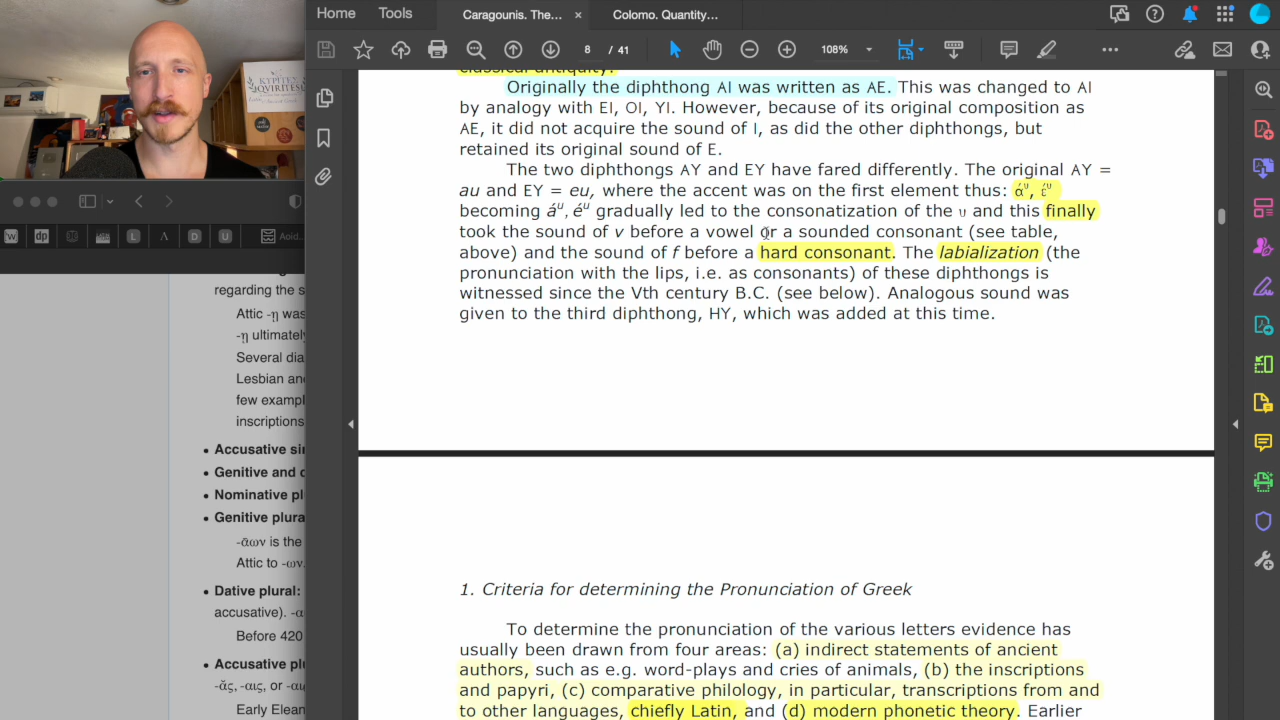 Home
Tools
Caragounis. The... ×
Colomo. Quantity...
8 / 41
108%
ΚΥΡΙΤΕΣ
QVIRITES
classical antiquity.
Originally the diphthong AI was written as AE. This was changed to AI
by analogy with EI, OI, YI. However, because of its original composition as
AE, it did not acquire the sound of I, as did the other diphthongs, but
retained its original sound of E.
The two diphthongs AY and EY have fared differently. The original AY =
au and EY = eu, where the accent was on the first element thus: ά^υ, έ^υ
becoming á^u, é^u gradually led to the consonatization of the υ and this finally
took the sound of v before a vowel or a sounded consonant (see table,
above) and the sound of f before a hard consonant. The labialization (the
pronunciation with the lips, i.e. as consonants) of these diphthongs is
witnessed since the Vth century B.C. (see below). Analogous sound was
given to the third diphthong, HY, which was added at this time.
1. Criteria for determining the Pronunciation of Greek
To determine the pronunciation of the various letters evidence has
usually been drawn from four areas: (a) indirect statements of ancient
authors, such as e.g. word-plays and cries of animals, (b) the inscriptions
and papyri, (c) comparative philology, in particular, transcriptions from and
to other languages, chiefly Latin, and (d) modern phonetic theory. Earlier
W dp L Λ D U Aoid.
regarding the s
Attic -ῃ was
-ῃ ultimately
Several dia
Lesbian and
few exampl
inscriptions
• Accusative sin
• Genitive and d
• Nominative pl
• Genitive plura
-ᾱων is the
Attic to -ων.
• Dative plural:
accusative). -α
Before 420
• Accusative plu
-ᾱς, -αις, or -αι
Early Elean